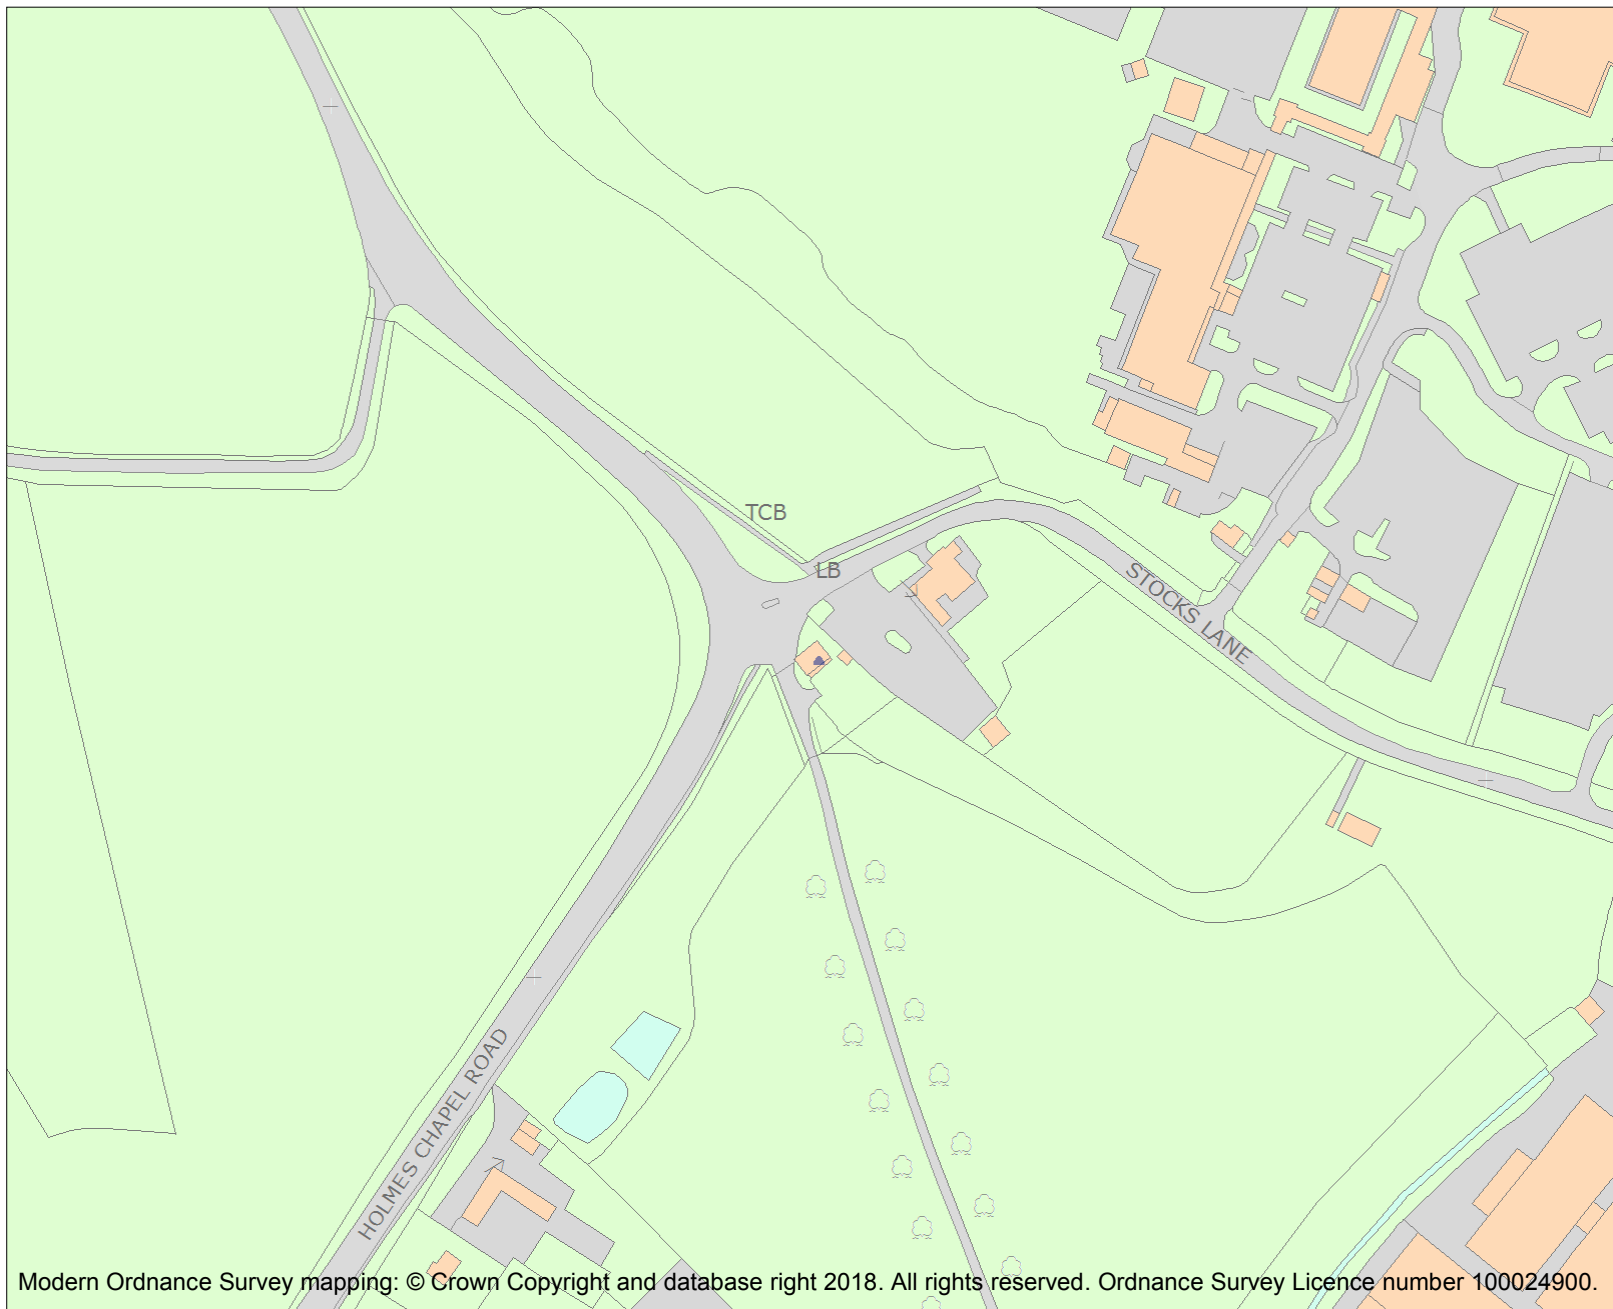 TCB
LB
STOCKS LANE
HOLMES CHAPEL ROAD
Modern Ordnance Survey mapping: © Crown Copyright and database right 2018. All rights reserved. Ordnance Survey Licence number 100024900.